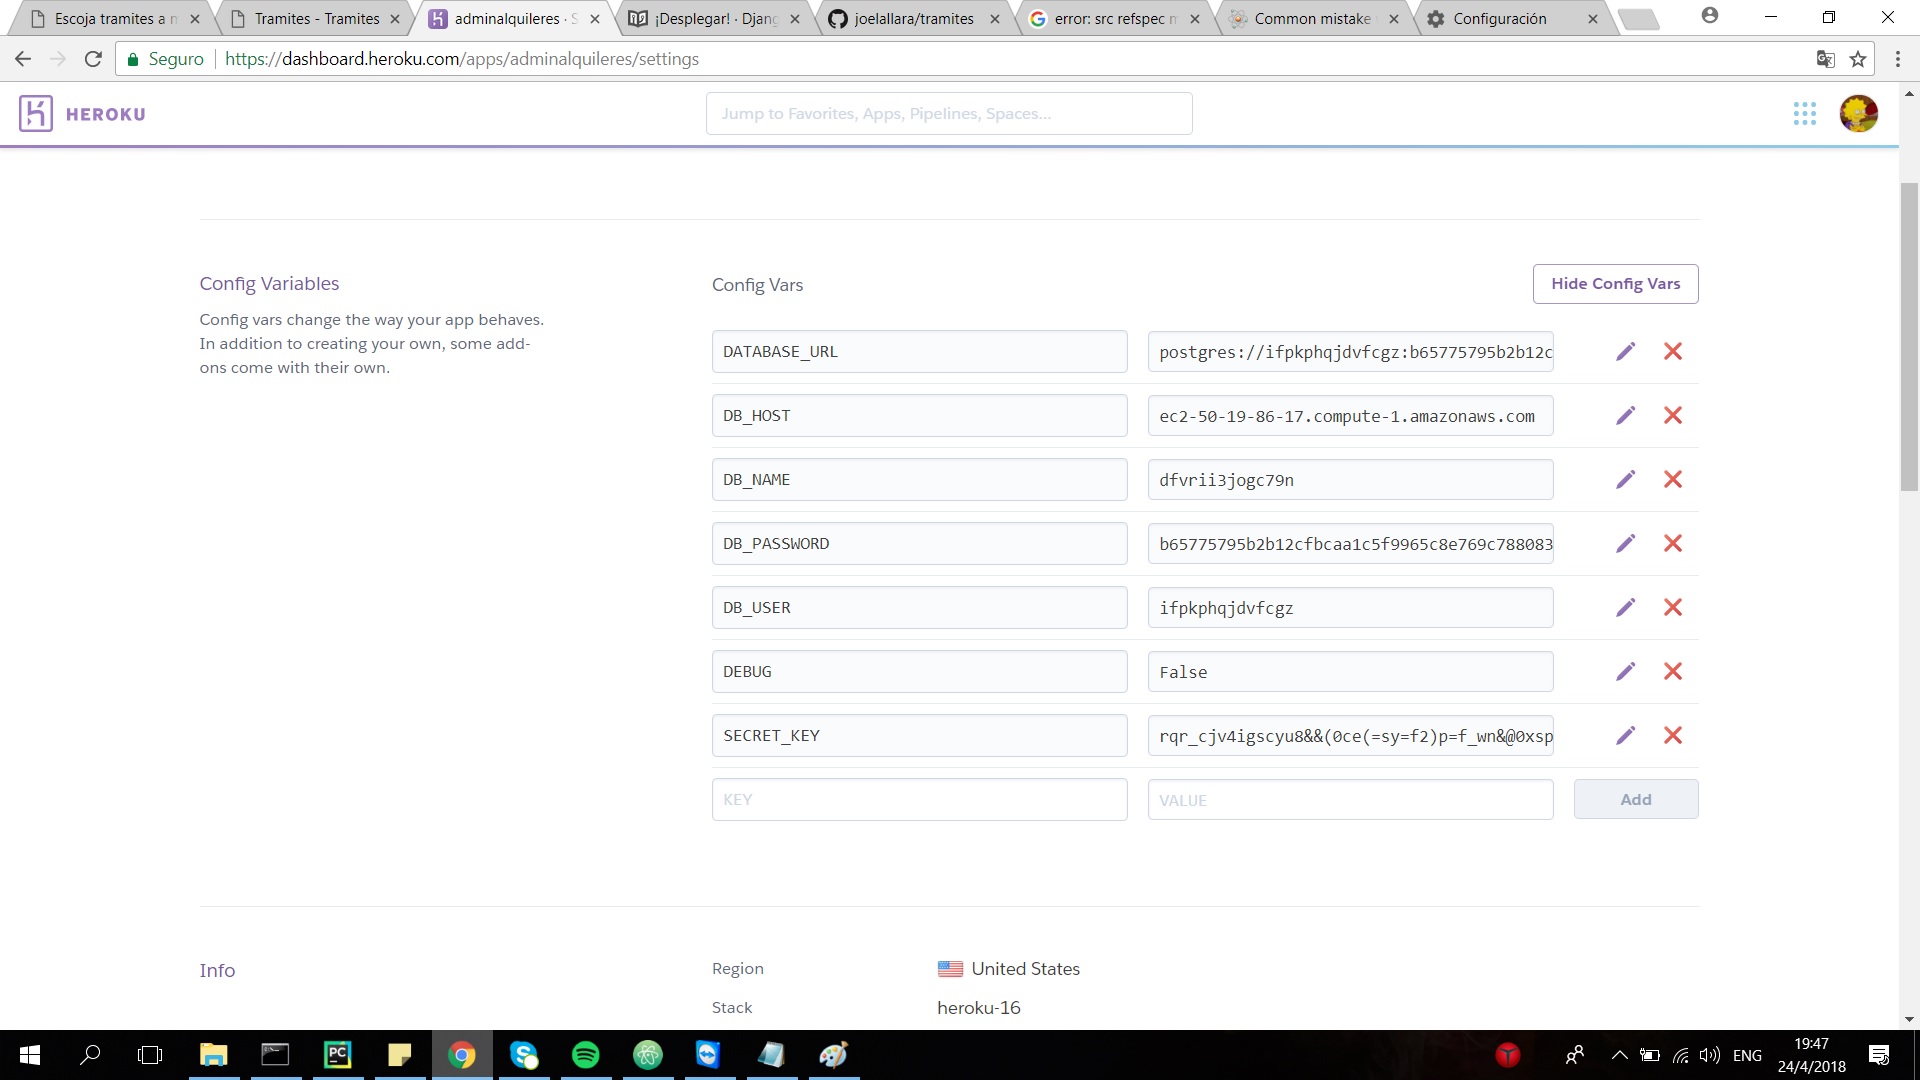 Escoja tramites a m
Tramites - Tramites
adminalquileres · S
¡Desplegar! · Djang
joelallara/tramites
error: src refspec m
Common mistake
Configuración
Seguro
https://dashboard.heroku.com/apps/adminalquileres/settings
HEROKU
Jump to Favorites, Apps, Pipelines, Spaces...
Config Variables
Config vars change the way your app behaves.
In addition to creating your own, some add-
ons come with their own.
Config Vars
Hide Config Vars
DATABASE_URL
postgres://ifpkphqjdvfcgz:b65775795b2b12c
DB_HOST
ec2-50-19-86-17.compute-1.amazonaws.com
DB_NAME
dfvrii3jogc79n
DB_PASSWORD
b65775795b2b12cfbcaa1c5f9965c8e769c788083
DB_USER
ifpkphqjdvfcgz
DEBUG
False
SECRET_KEY
rqr_cjv4igscyu8&&(0ce(=sy=f2)p=f_wn&@0xsp
KEY
VALUE
Add
Info
Region
United States
Stack
heroku-16
PC
ENG
19:47
24/4/2018